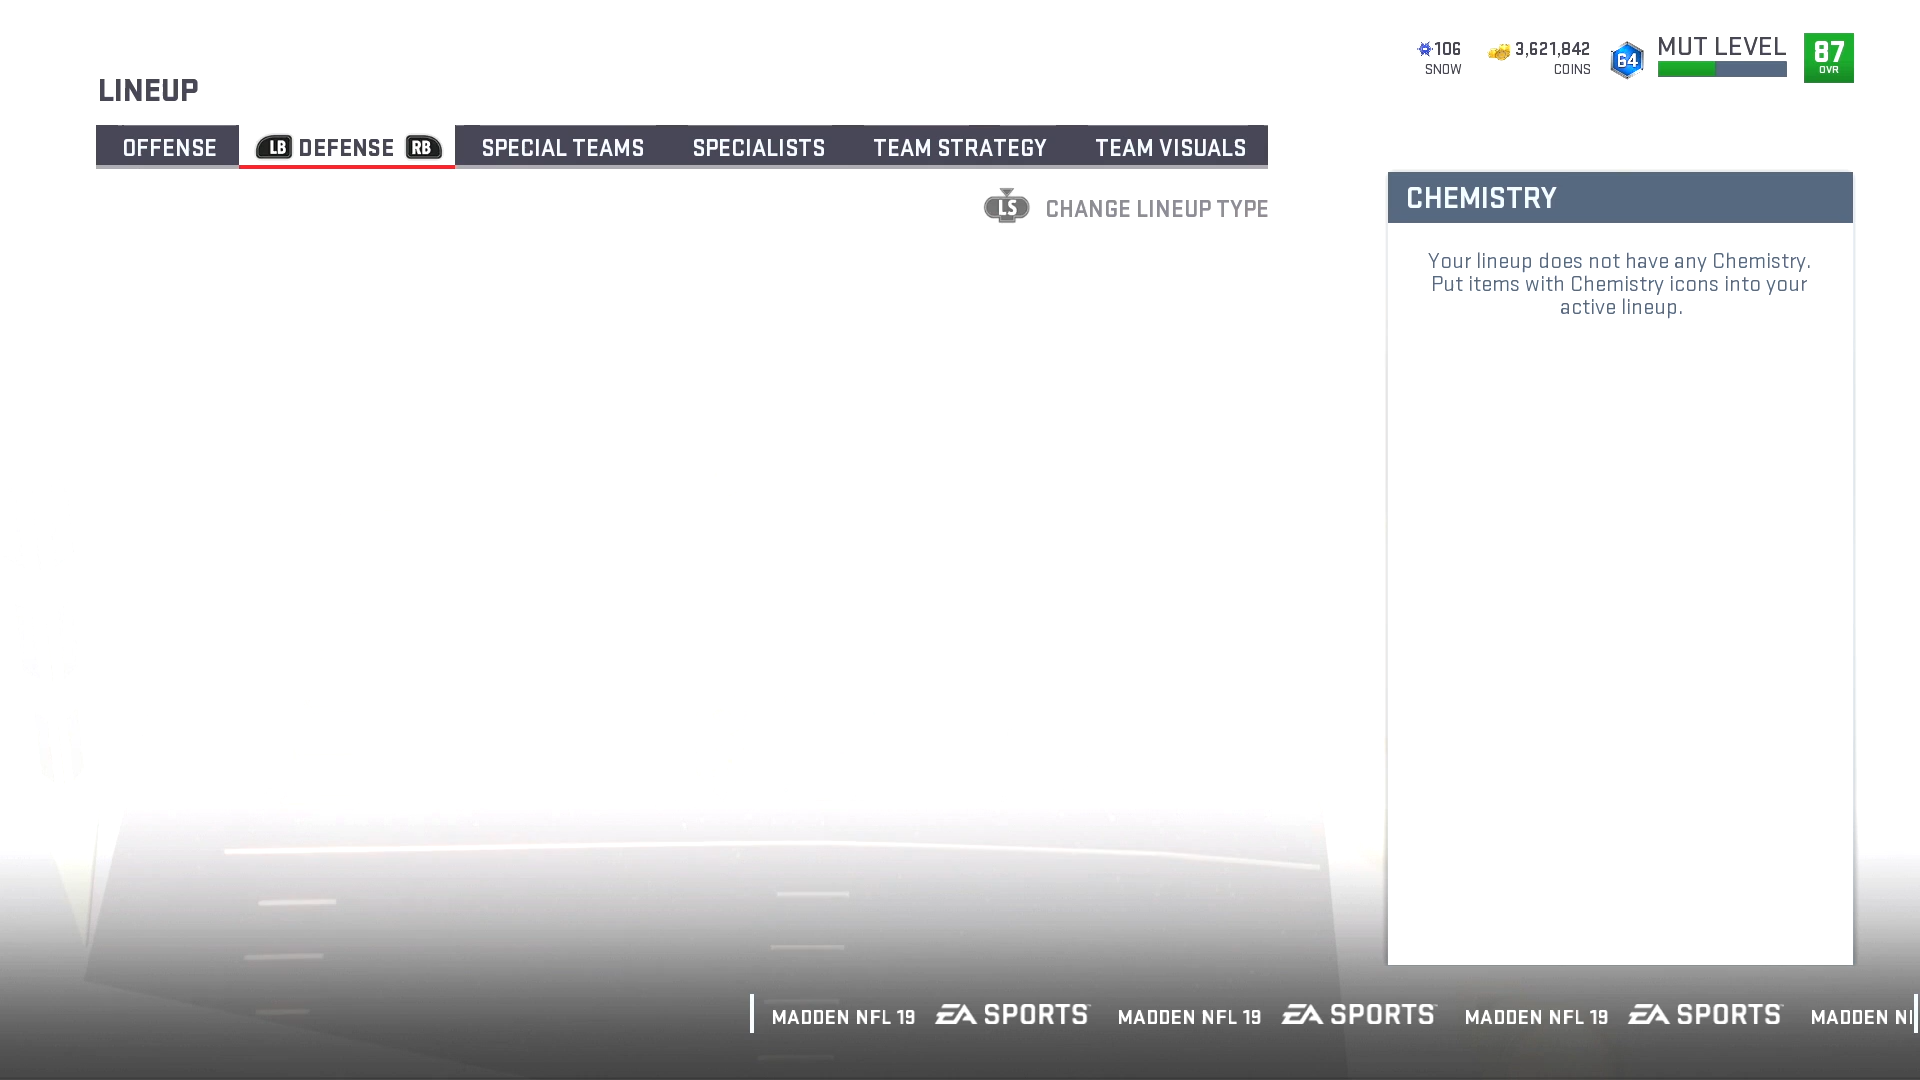 106
SNOW
3,621,842
COINS
64
MUT LEVEL
87
OVR
LINEUP
OFFENSE
LB DEFENSE RB
SPECIAL TEAMS
SPECIALISTS
TEAM STRATEGY
TEAM VISUALS
LS CHANGE LINEUP TYPE
CHEMISTRY
Your lineup does not have any Chemistry.
Put items with Chemistry icons into your
active lineup.
MADDEN NFL 19 EA SPORTS MADDEN NFL 19 EA SPORTS MADDEN NFL 19 EA SPORTS MADDEN